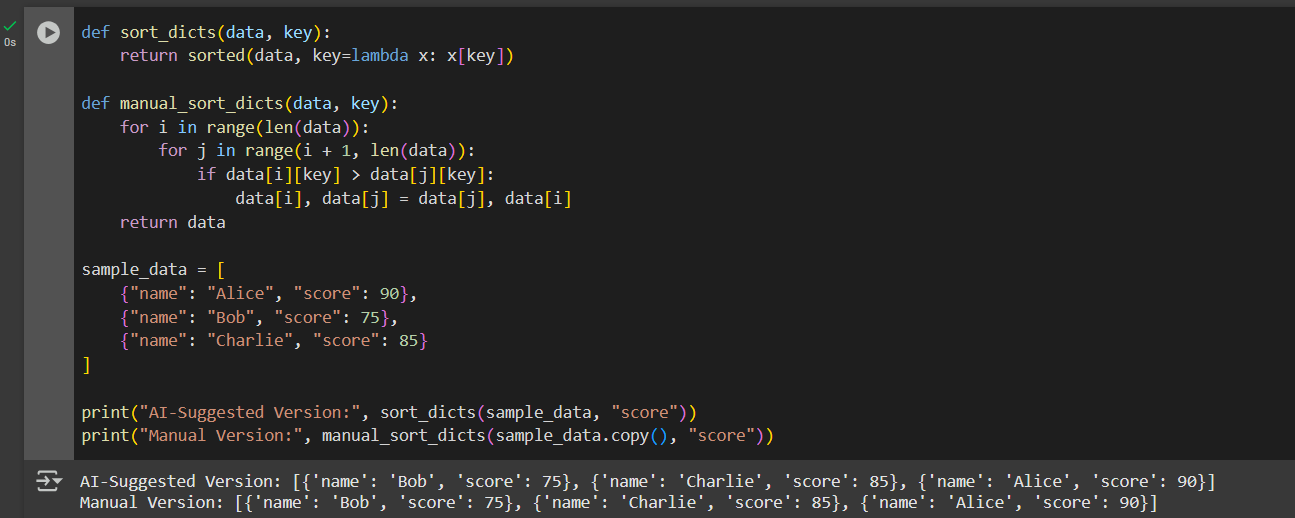 0s
def sort_dicts(data, key):
    return sorted(data, key=lambda x: x[key])

def manual_sort_dicts(data, key):
    for i in range(len(data)):
        for j in range(i + 1, len(data)):
            if data[i][key] > data[j][key]:
                data[i], data[j] = data[j], data[i]
    return data

sample_data = [
    {"name": "Alice", "score": 90},
    {"name": "Bob", "score": 75},
    {"name": "Charlie", "score": 85}
]

print("AI-Suggested Version:", sort_dicts(sample_data, "score"))
print("Manual Version:", manual_sort_dicts(sample_data.copy(), "score"))
AI-Suggested Version: [{'name': 'Bob', 'score': 75}, {'name': 'Charlie', 'score': 85}, {'name': 'Alice', 'score': 90}]
Manual Version: [{'name': 'Bob', 'score': 75}, {'name': 'Charlie', 'score': 85}, {'name': 'Alice', 'score': 90}]